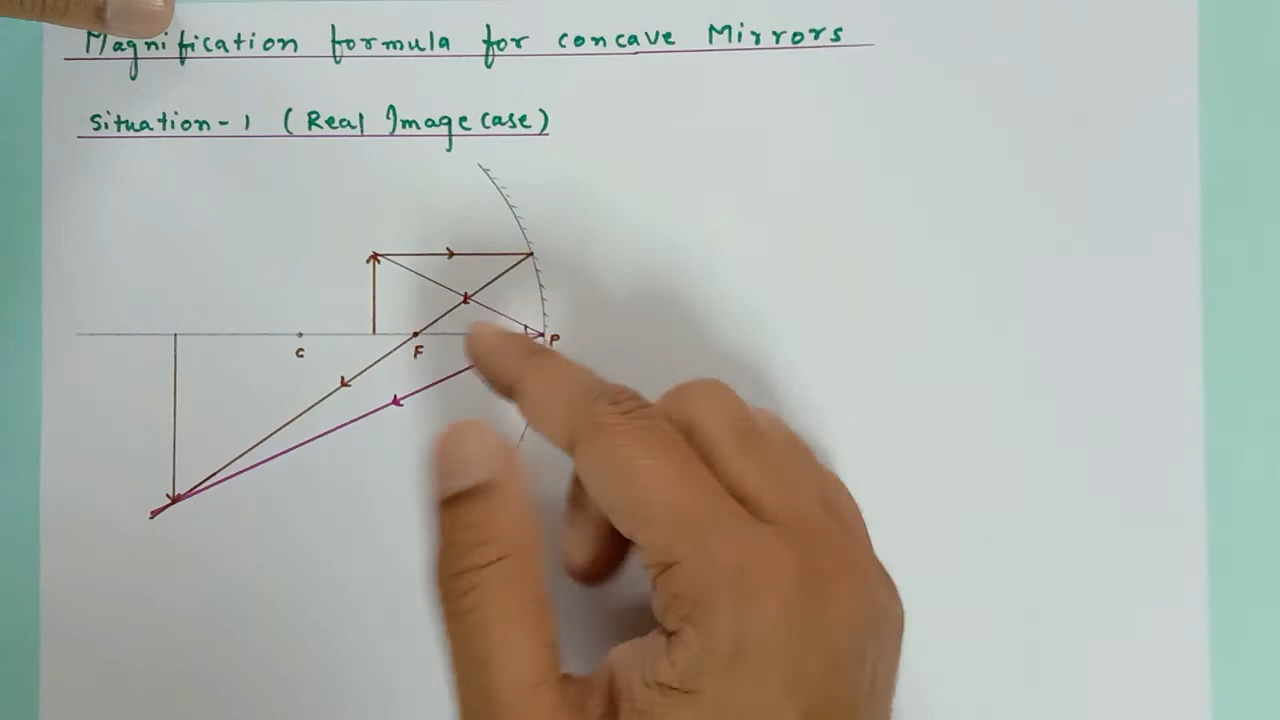 Magnification formula for concave Mirrors
Situation-1 (Real Image case)
C F P